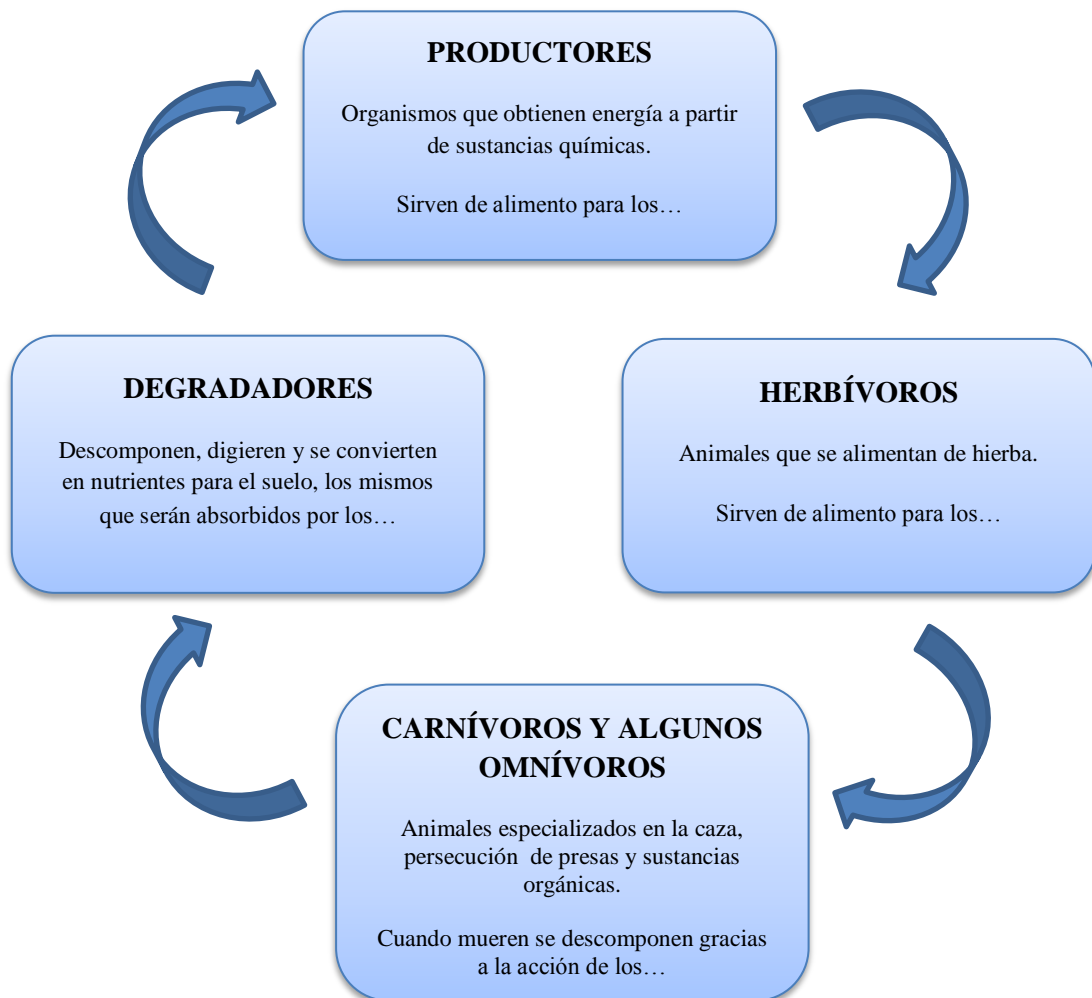 PRODUCTORES
Organismos que obtienen energía a partir
de sustancias químicas.
Sirven de alimento para los…
HERBÍVOROS
Animales que se alimentan de hierba.
Sirven de alimento para los…
CARNÍVOROS Y ALGUNOS
OMNÍVOROS
Animales especializados en la caza,
persecución de presas y sustancias
orgánicas.
Cuando mueren se descomponen gracias
a la acción de los…
DEGRADADORES
Descomponen, digieren y se convierten
en nutrientes para el suelo, los mismos
que serán absorbidos por los…